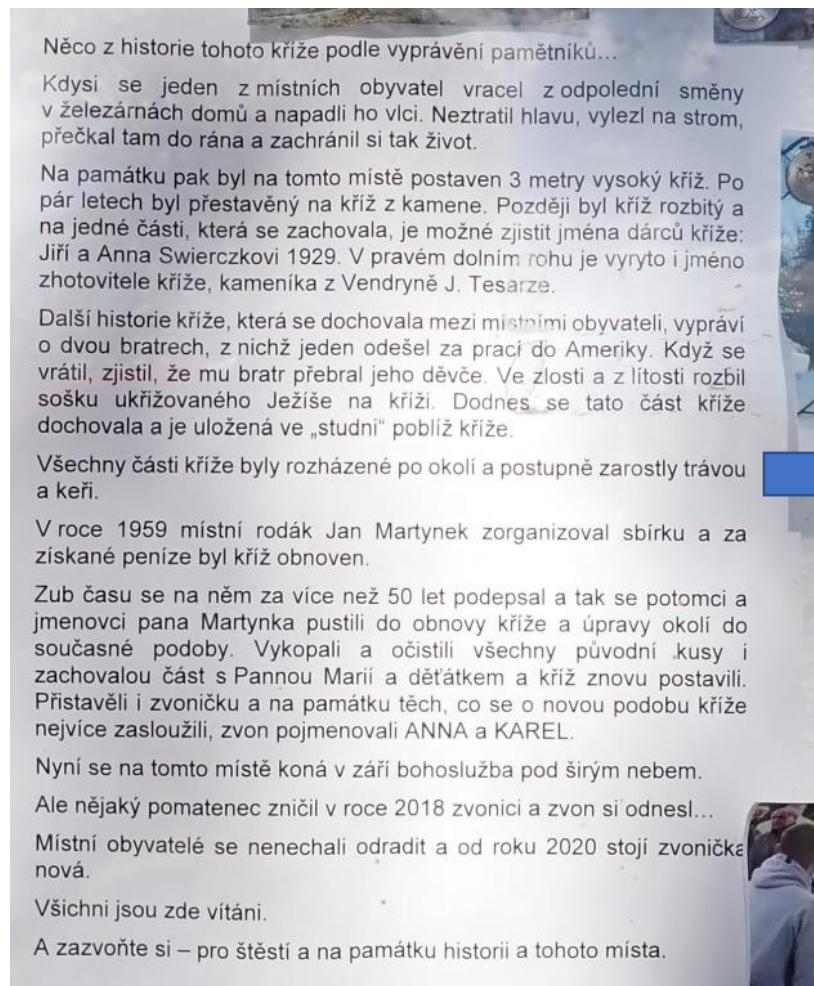 Něco z historie tohoto kříže podle vyprávění pamětníků...
Kdysi se jeden z místních obyvatel vracel z odpolední směny
v železárnách domů a napadli ho vlci. Neztratil hlavu, vylezl na strom,
přečkal tam do rána a zachránil si tak život.
Na památku pak byl na tomto místě postaven 3 metry vysoký kříž. Po
pár letech byl přestavěný na kříž z kamene. Později byl kříž rozbitý a
na jedné části, která se zachovala, je možné zjistit jména dárců kříže:
Jiří a Anna Swierczkovi 1929. V pravém dolním rohu je vyryto i jméno
zhotovitele kříže, kameníka z Vendryně J. Tesarze.
Další historie kříže, která se dochovala mezi místními obyvateli, vypráví
o dvou bratrech, z nichž jeden odešel za prací do Ameriky. Když se
vrátil, zjistil, že mu bratr přebral jeho děvče. Ve zlosti a z lítosti rozbil
sošku ukřižovaného Ježíše na kříži. Dodnes se tato část kříže
dochovala a je uložená ve „studni“ poblíž kříže.
Všechny části kříže byly rozházené po okolí a postupně zarostly trávou
a keři.
V roce 1959 místní rodák Jan Martynek zorganizoval sbírku a za
získané peníze byl kříž obnoven.
Zub času se na něm za více než 50 let podepsal a tak se potomci a
jmenovci pana Martynka pustili do obnovy kříže a úpravy okolí do
současné podoby. Vykopali a očistili všechny původní kusy i
zachovalou část s Pannou Marií a děťátkem a kříž znovu postavili.
Přistavěli i zvoničku a na památku těch, co se o novou podobu kříže
nejvíce zasloužili, zvon pojmenovali ANNA a KAREL.
Nyní se na tomto místě koná v září bohoslužba pod širým nebem.
Ale nějaký pomatenec zničil v roce 2018 zvonici a zvon si odnesl...
Místní obyvatelé se nenechali odradit a od roku 2020 stojí zvonička
nová.
Všichni jsou zde vítáni.
A zazvoňte si – pro štěstí a na památku historii a tohoto místa.